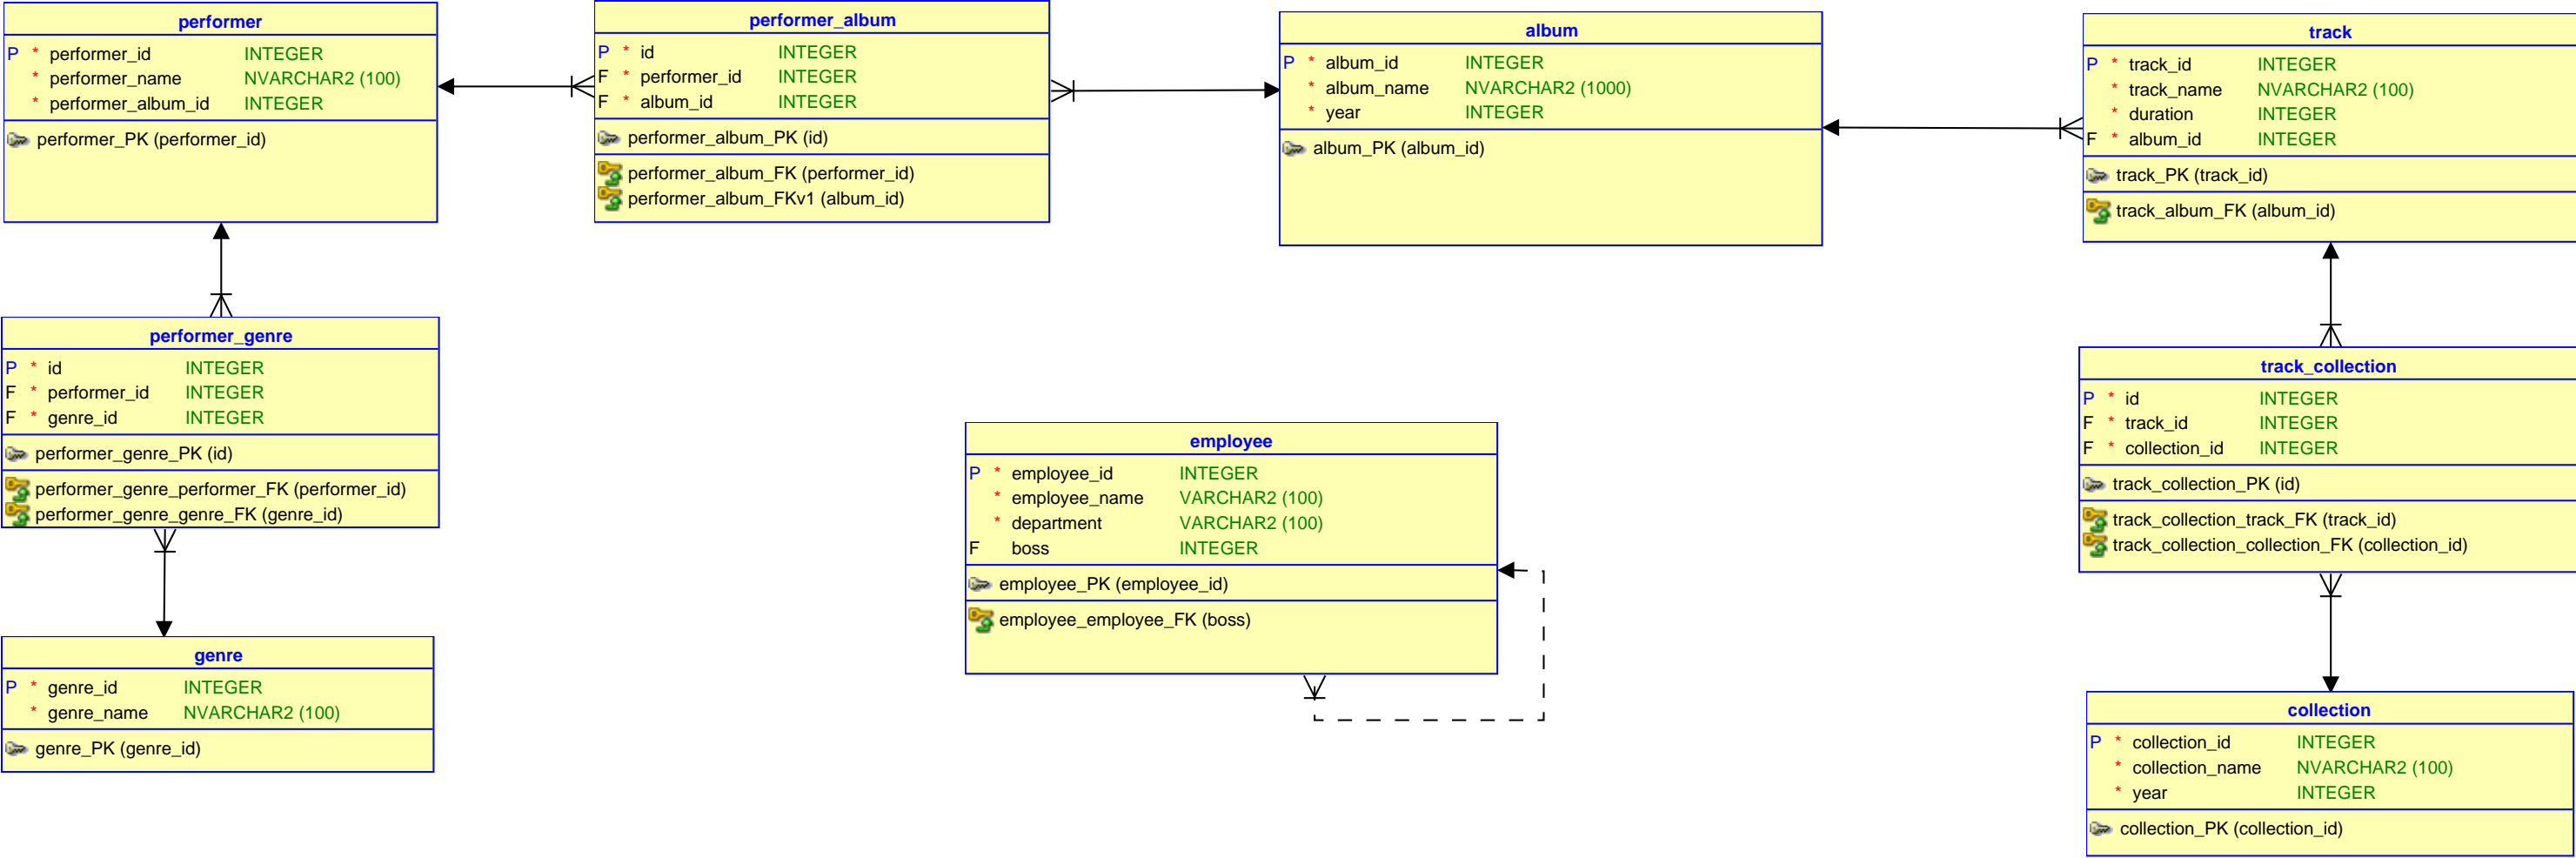 performer
P * performer_id INTEGER
* performer_name NVARCHAR2 (100)
* performer_album_id INTEGER
performer_PK (performer_id)
performer_album
P * id INTEGER
F * performer_id INTEGER
F * album_id INTEGER
performer_album_PK (id)
performer_album_FK (performer_id)
performer_album_FKv1 (album_id)
album
P * album_id INTEGER
* album_name NVARCHAR2 (1000)
* year INTEGER
album_PK (album_id)
track
P * track_id INTEGER
* track_name NVARCHAR2 (100)
* duration INTEGER
F * album_id INTEGER
track_PK (track_id)
track_album_FK (album_id)
performer_genre
P * id INTEGER
F * performer_id INTEGER
F * genre_id INTEGER
performer_genre_PK (id)
performer_genre_performer_FK (performer_id)
performer_genre_genre_FK (genre_id)
employee
P * employee_id INTEGER
* employee_name VARCHAR2 (100)
* department VARCHAR2 (100)
F boss INTEGER
employee_PK (employee_id)
employee_employee_FK (boss)
track_collection
P * id INTEGER
F * track_id INTEGER
F * collection_id INTEGER
track_collection_PK (id)
track_collection_track_FK (track_id)
track_collection_collection_FK (collection_id)
genre
P * genre_id INTEGER
* genre_name NVARCHAR2 (100)
genre_PK (genre_id)
collection
P * collection_id INTEGER
* collection_name NVARCHAR2 (100)
* year INTEGER
collection_PK (collection_id)